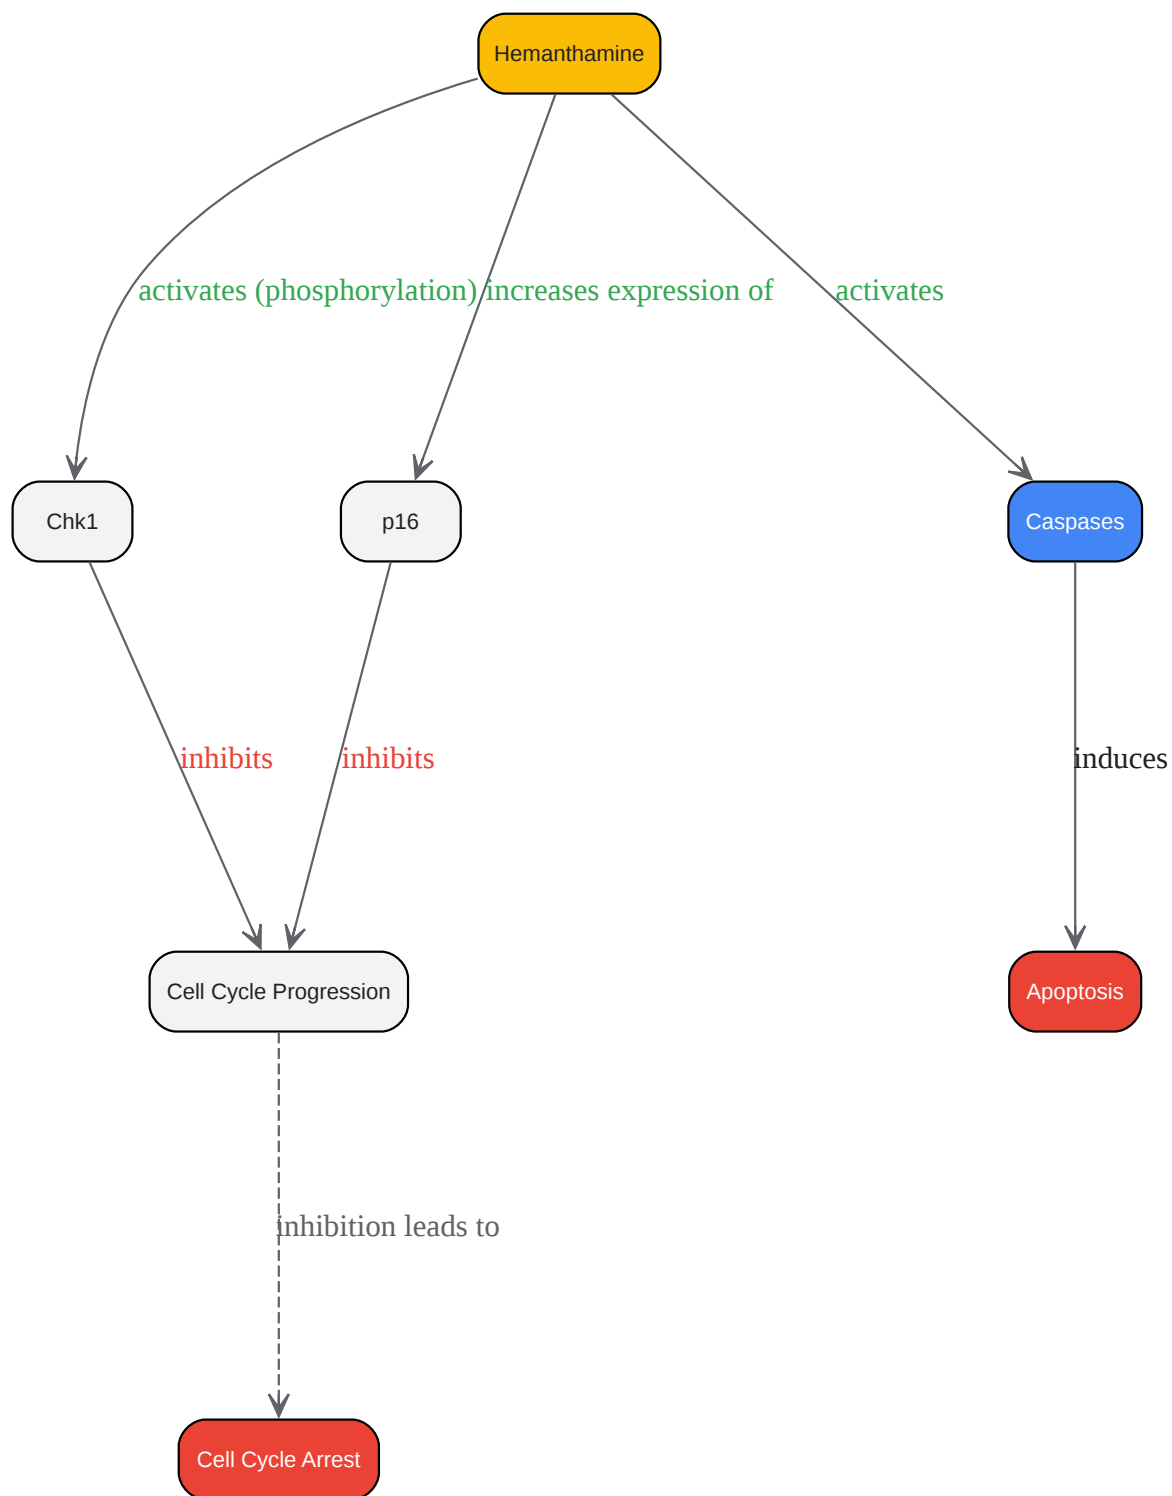 Hemanthamine
activates (phosphorylation)
increases expression of
activates
Chk1
p16
Caspases
inhibits
inhibits
induces
Cell Cycle Progression
Apoptosis
inhibition leads to
Cell Cycle Arrest